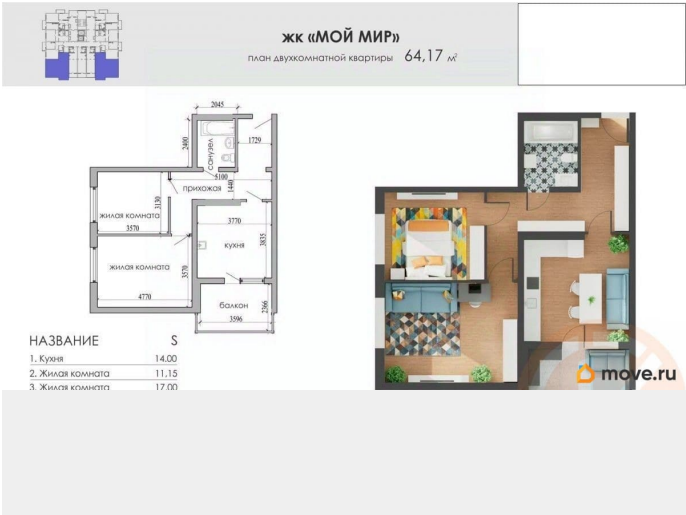 жк «МОЙ МИР»
план двухкомнатной квартиры 64,17 м²
2045
2400
санузел
1729
5100
прихожая
1440
3130
жилая комната
3570
3770
кухня
3835
жилая комната
3570
4770
балкон
2366
3596
НАЗВАНИЕ S
1. Кухня 14.00
2. Жилая комната 11,15
3. Жилая комната 17.00
move.ru